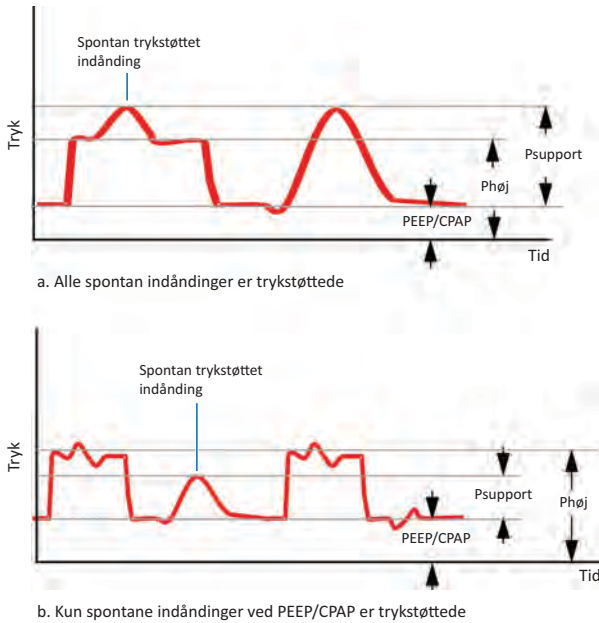 Spontan trykstøttet
indånding
Tryk
Psupport
Phøj
PEEP/CPAP
Tid
a. Alle spontan indåndinger er trykstøttede
Spontan trykstøttet
indånding
Tryk
Psupport
Phøj
PEEP/CPAP
Tid
b. Kun spontane indåndinger ved PEEP/CPAP er trykstøttede